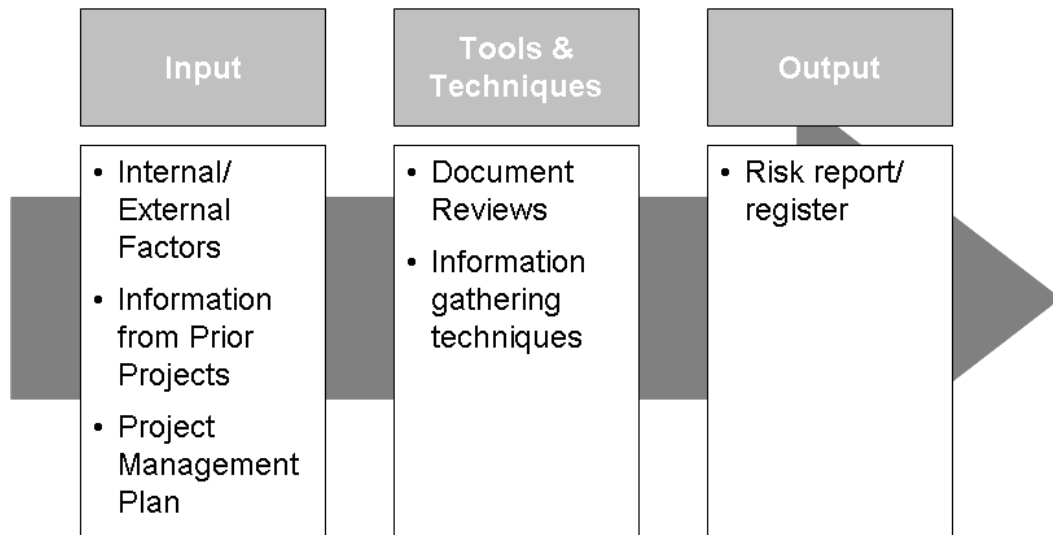 Input
Tools &
Techniques
Output
• Internal/
External
Factors
• Information
from Prior
Projects
• Project
Management
Plan
• Document
Reviews
• Information
gathering
techniques
• Risk report/
register